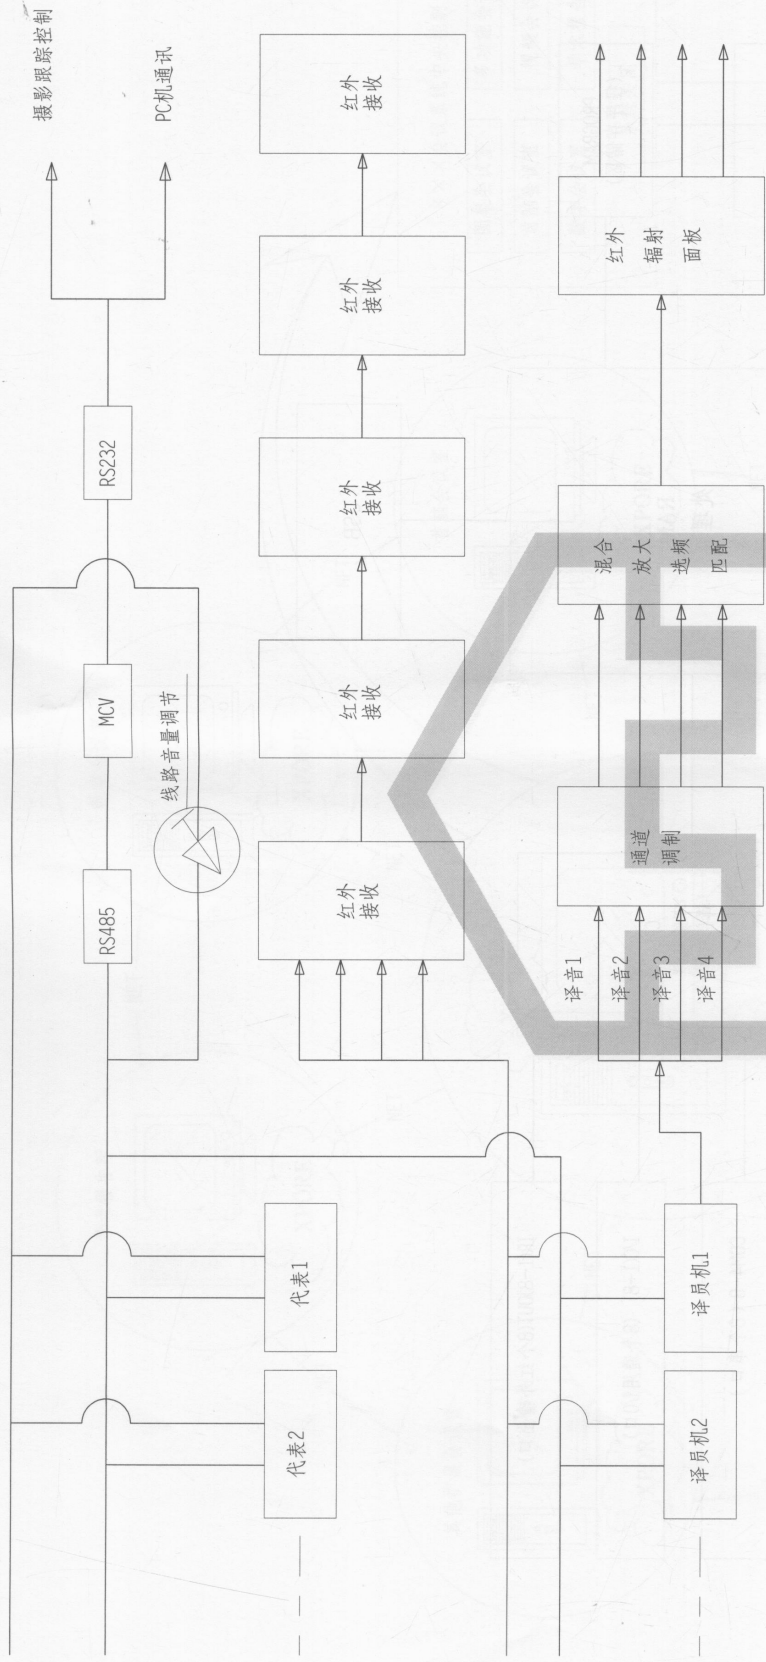 摄影跟踪控制
PC机通讯
RS232
MCV
RS485
线路音量调节
红外
接收
红外
接收
红外
接收
红外
接收
红外
接收
红外
辐射
面板
混合
放大
选频
匹配
通道
调制
译音1
译音2
译音3
译音4
代表1
代表2
译员机1
译员机2